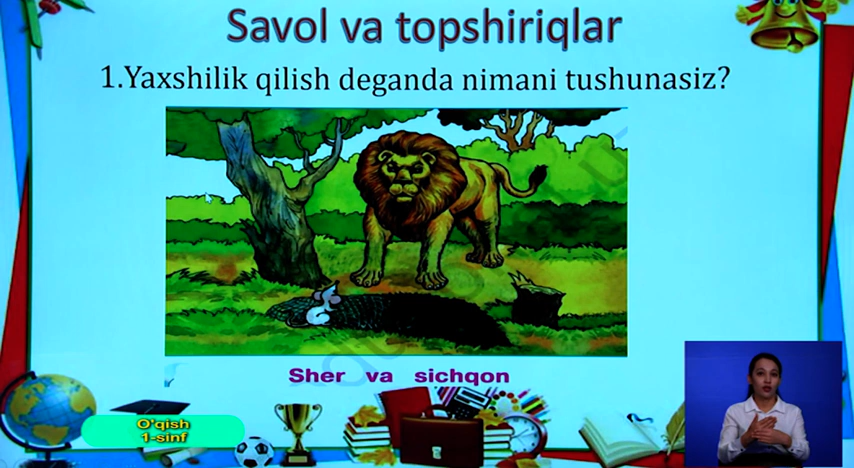 Savol va topshiriqlar
1.Yaxshilik qilish deganda nimani tushunasiz?
Sher va sichqon
O'qish
1-sinf